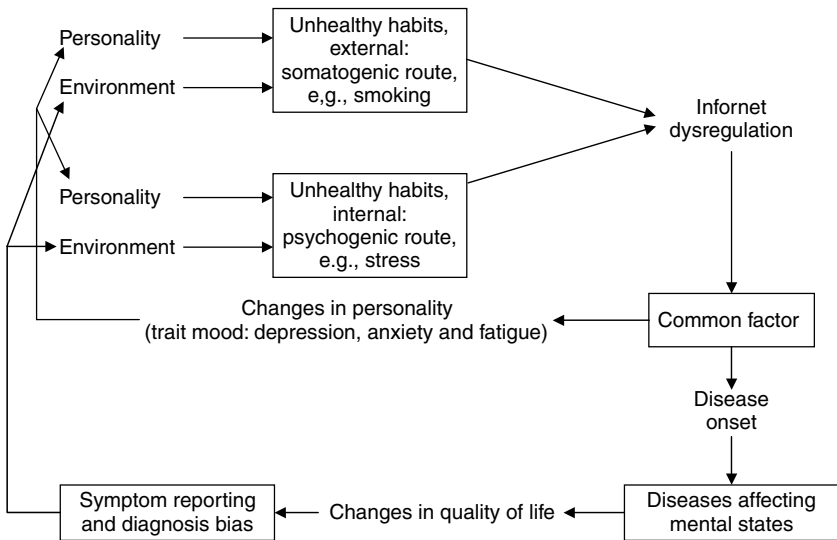 Personality
Environment
Unhealthy habits,
external:
somatogenic route,
e,g., smoking
Infornet
dysregulation
Personality
Environment
Unhealthy habits,
internal:
psychogenic route,
e.g., stress
Changes in personality
(trait mood: depression, anxiety and fatigue)
Common factor
Disease
onset
Symptom reporting
and diagnosis bias
Changes in quality of life
Diseases affecting
mental states